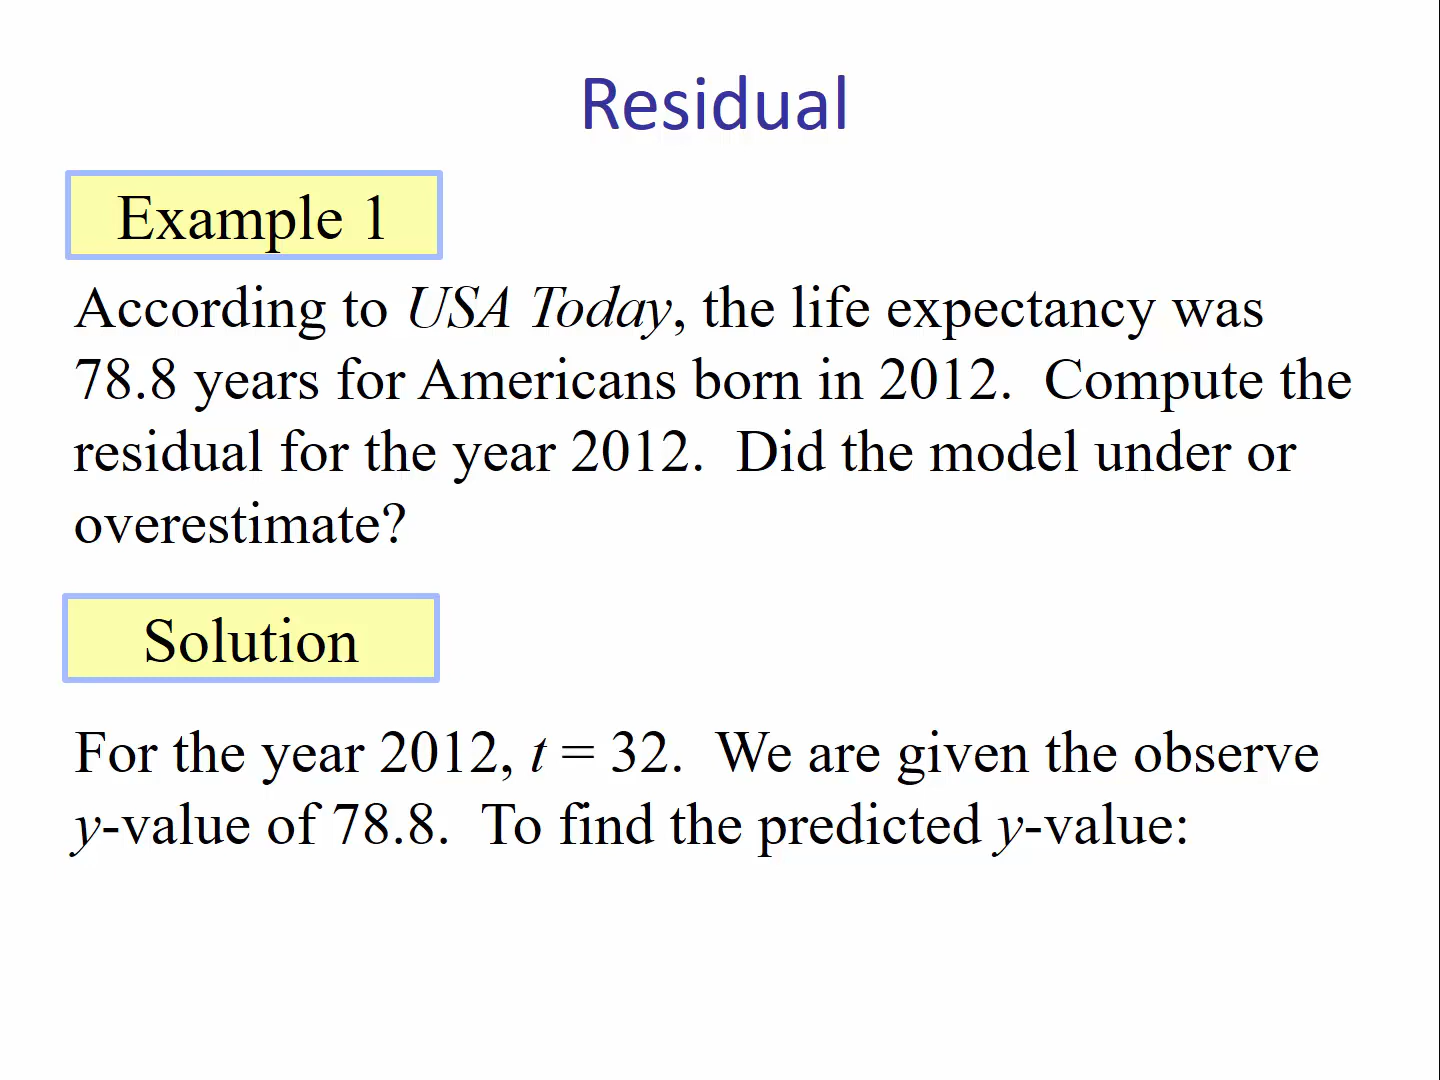 Residual
Example 1
According to USA Today, the life expectancy was
78.8 years for Americans born in 2012.  Compute the
residual for the year 2012.  Did the model under or
overestimate?
Solution
For the year 2012, t = 32.  We are given the observe
y-value of 78.8.  To find the predicted y-value: